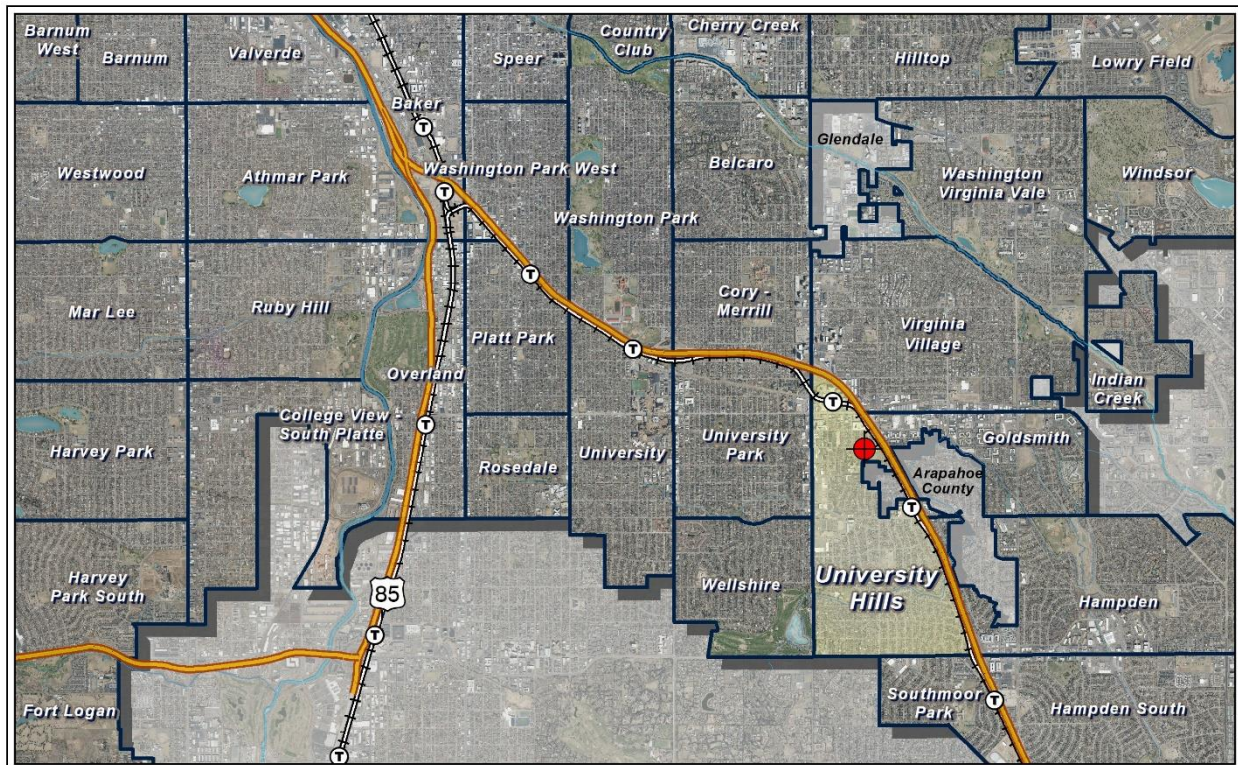 Barnum
West
Barnum
Valverde
Baker
Speer
Country
Club
Cherry Creek
Hilltop
Lowry Field
Westwood
Athmar Park
Washington Park West
Washington Park
Belcaro
Glendale
Washington
Virginia Vale
Windsor
Mar Lee
Ruby Hill
Platt Park
Cory -
Merrill
Virginia
Village
Indian
Creek
Overland
College View
South Platte
Harvey Park
Rosedale
University
University
Park
Goldsmith
Arapahoe
County
Harvey
Park South
85
Wellshire
University
Hills
Hampden
Fort Logan
Southmoor
Park
Hampden South
T
T
T
T
T
T
T
T
T
T